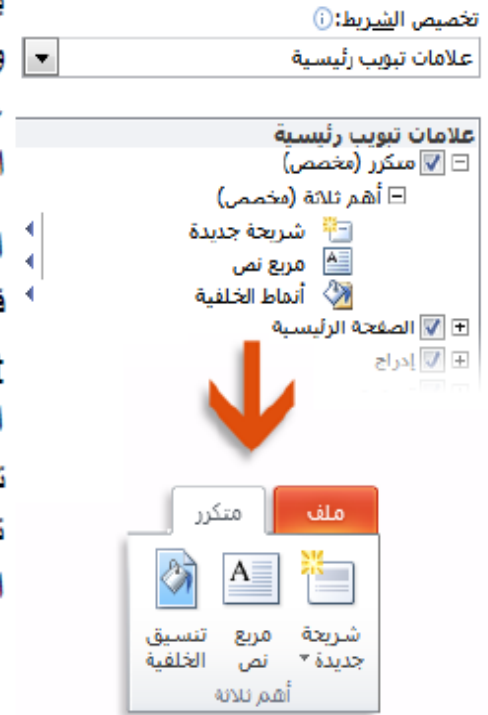 تخصيص الشريط:
علامات تبويب رئيسية
علامات تبويب رئيسية
متكرر (مخصص)
أهم ثلاثة (مخصص)
شريحة جديدة
مربع نص
أنماط الخلفية
الصفحة الرئيسية
إدراج
ملف
متكرر
شريحة جديدة
مربع نص
تنسيق الخلفية
أهم ثلاثة